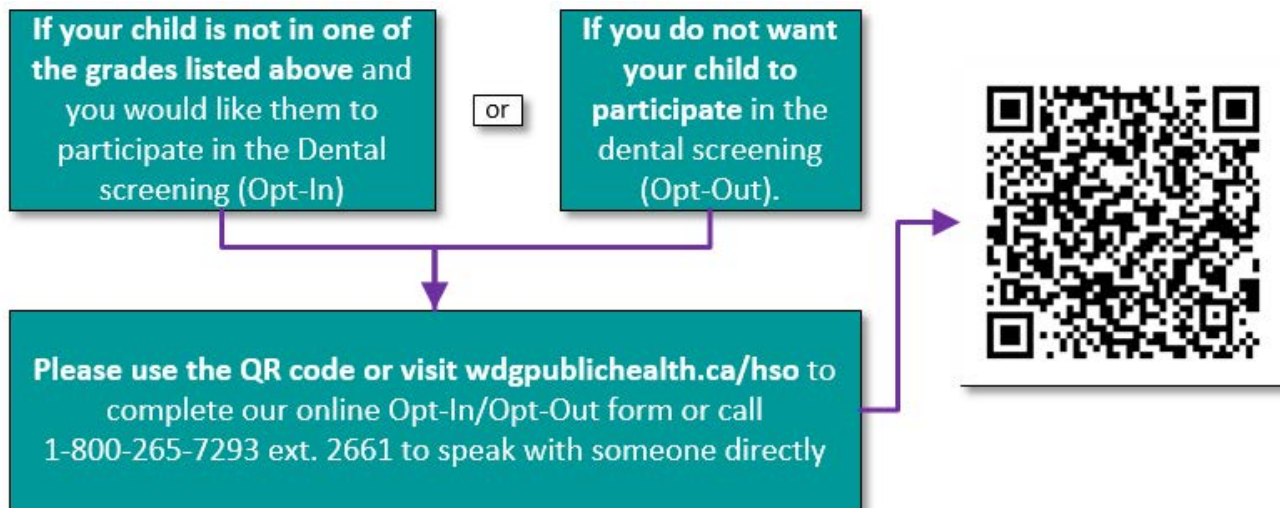 If your child is not in one of
the grades listed above and
you would like them to
participate in the Dental
screening (Opt-In)
or
If you do not want
your child to
participate in the
dental screening
(Opt-Out).
Please use the QR code or visit wdgpublichealth.ca/hso to
complete our online Opt-In/Opt-Out form or call
1-800-265-7293 ext. 2661 to speak with someone directly